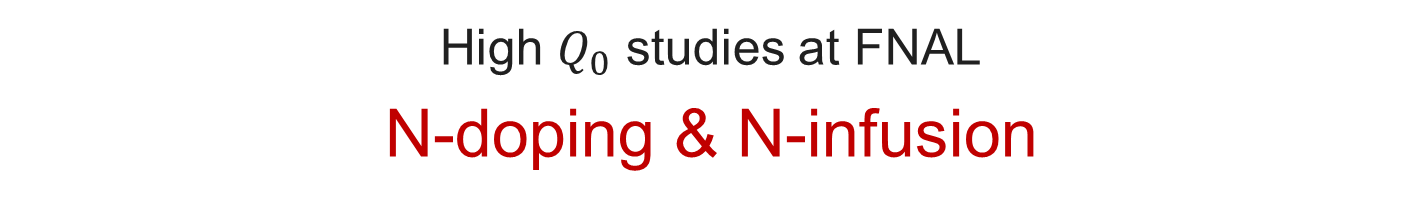 High Q₀ studies at FNAL
N-doping & N-infusion